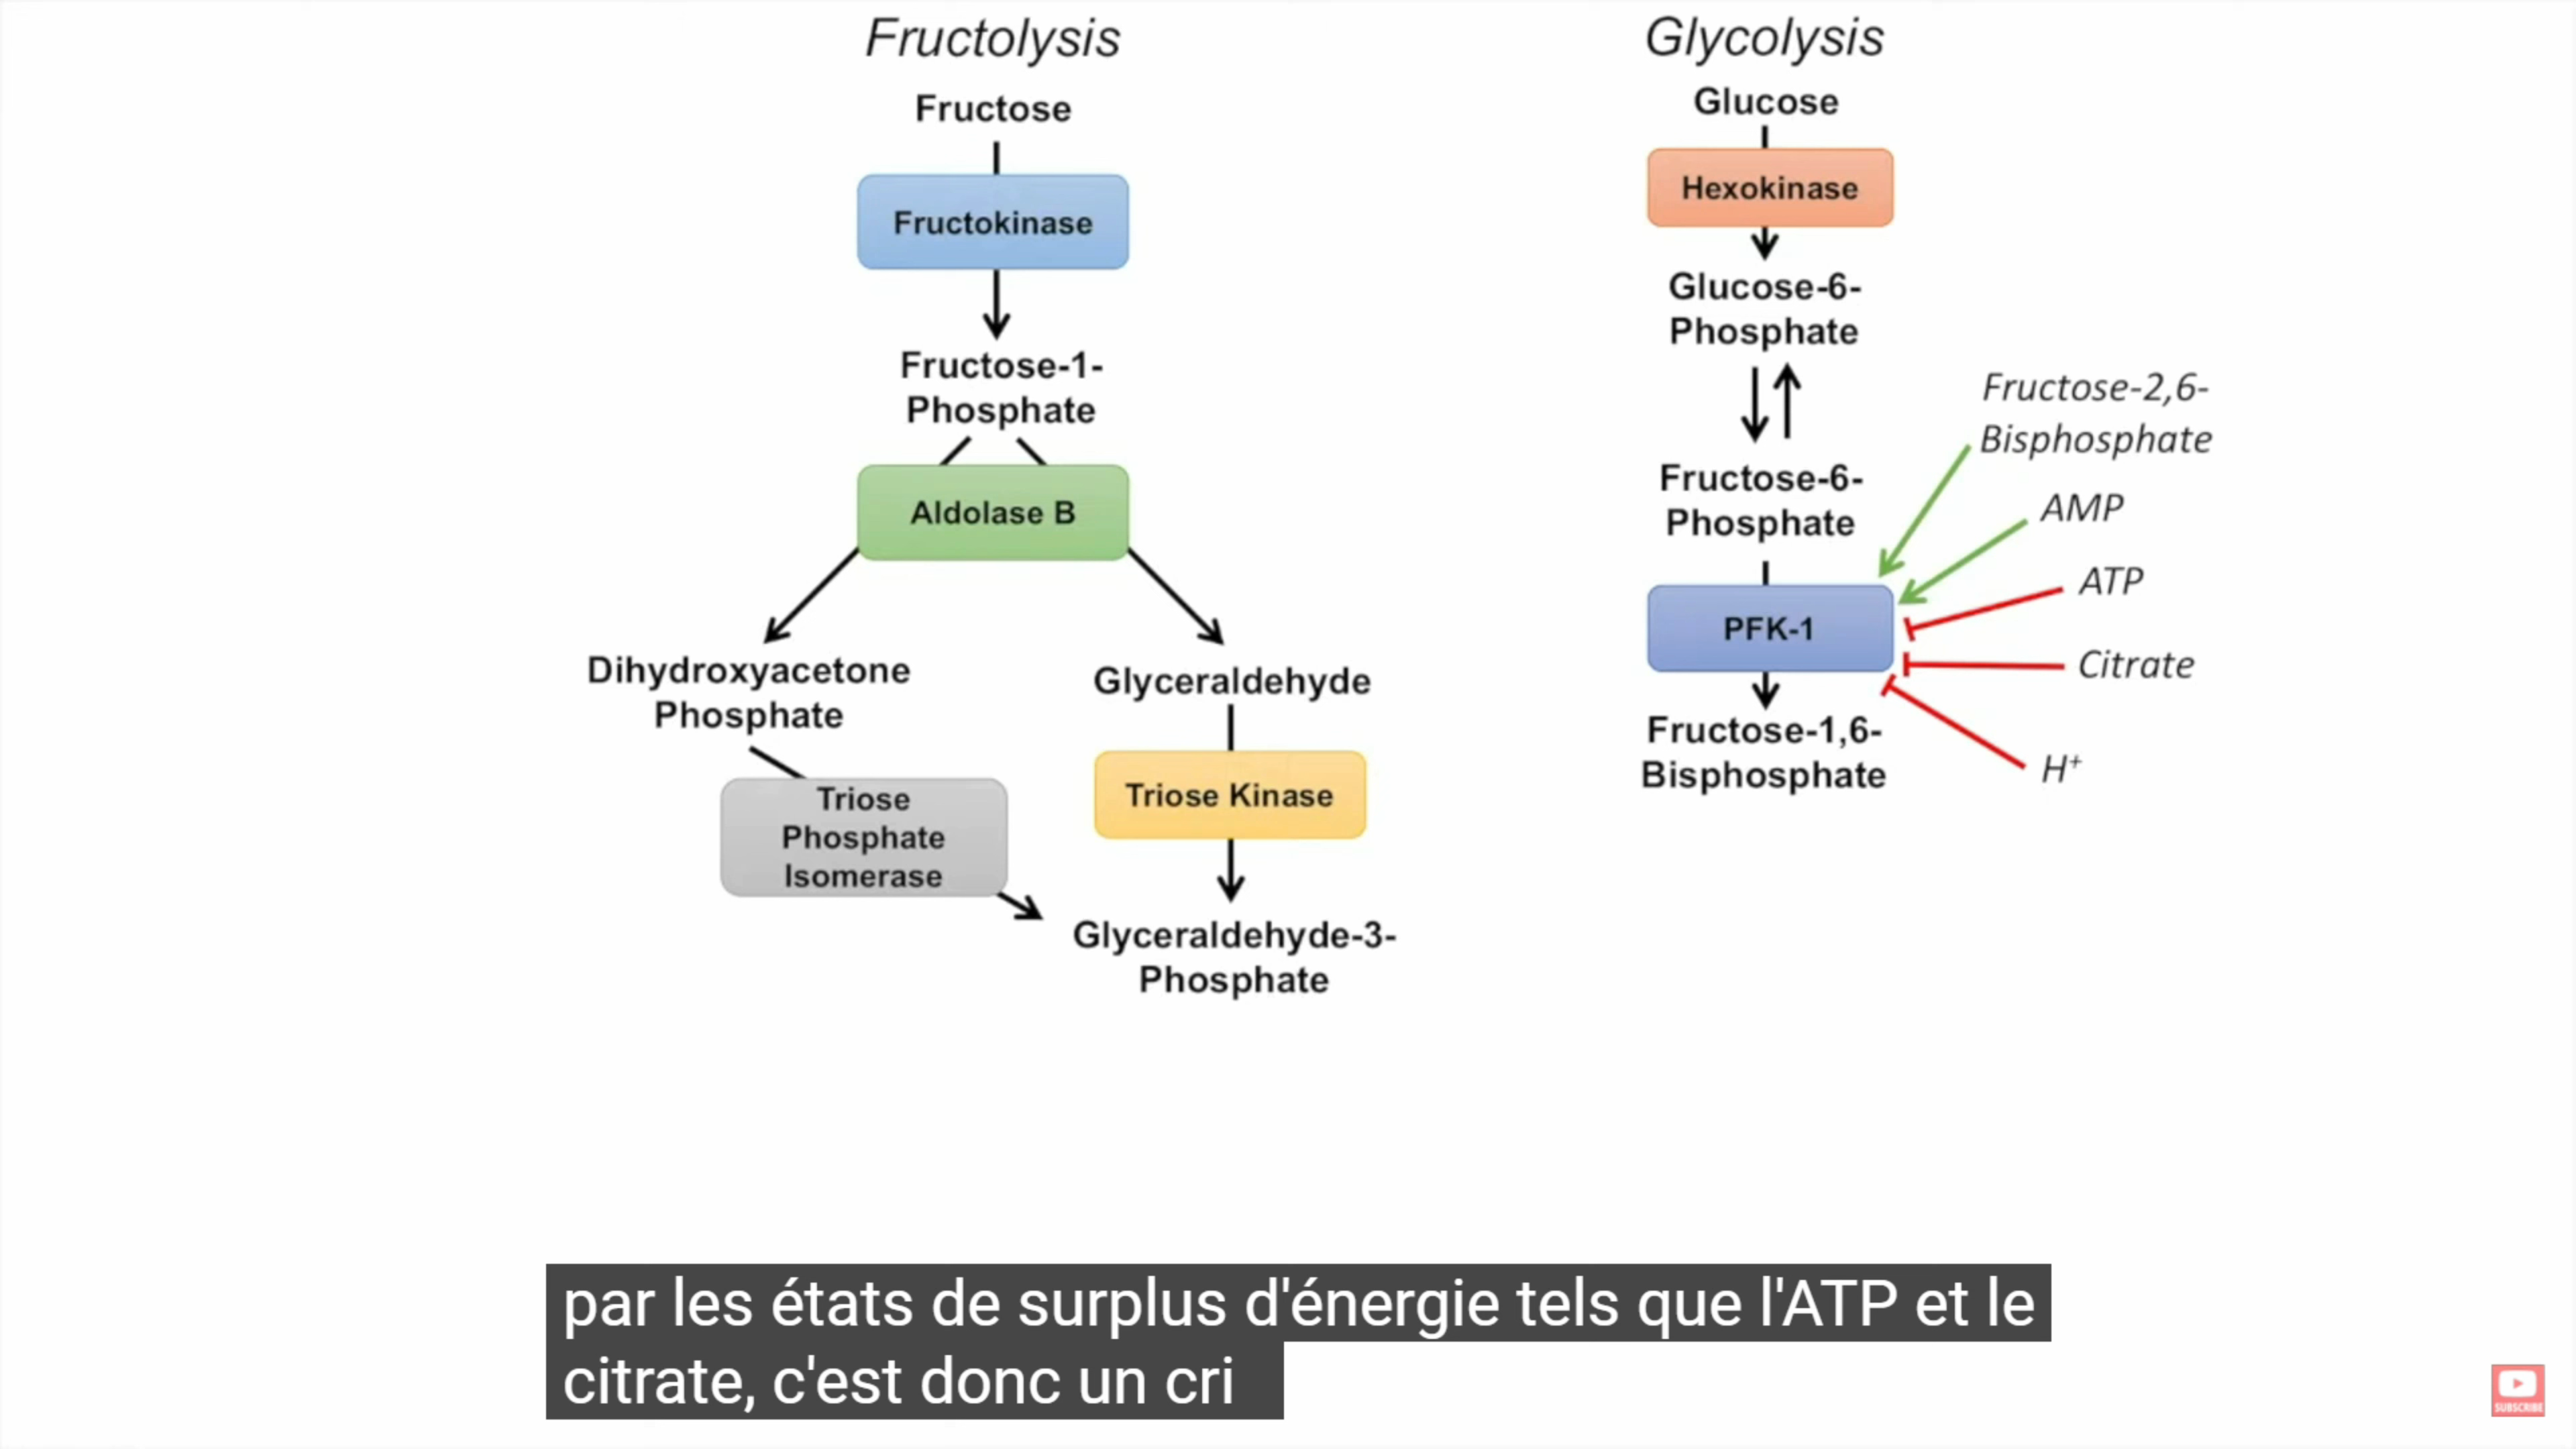 Fructolysis
Fructose
Fructokinase
Fructose-1-
Phosphate
Aldolase B
Dihydroxyacetone
Phosphate
Glyceraldehyde
Triose
Phosphate
Isomerase
Triose Kinase
Glyceraldehyde-3-
Phosphate
Glycolysis
Glucose
Hexokinase
Glucose-6-
Phosphate
Fructose-6-
Phosphate
PFK-1
Fructose-1,6-
Bisphosphate
Fructose-2,6-
Bisphosphate
AMP
ATP
Citrate
H⁺
par les états de surplus d'énergie tels que l'ATP et le
citrate, c'est donc un cri
SUBSCRIBE